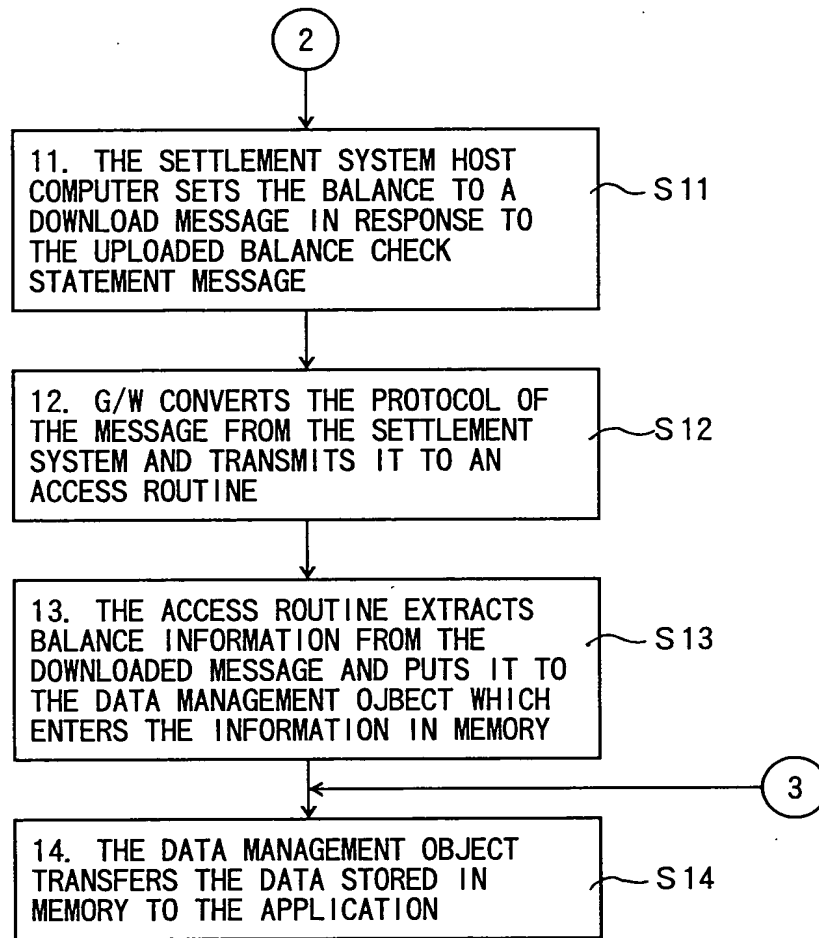 2
11. THE SETTLEMENT SYSTEM HOST
COMPUTER SETS THE BALANCE TO A
DOWNLOAD MESSAGE IN RESPONSE TO
THE UPLOADED BALANCE CHECK
STATEMENT MESSAGE
S11
12. G/W CONVERTS THE PROTOCOL OF
THE MESSAGE FROM THE SETTLEMENT
SYSTEM AND TRANSMITS IT TO AN
ACCESS ROUTINE
S12
13. THE ACCESS ROUTINE EXTRACTS
BALANCE INFORMATION FROM THE
DOWNLOADED MESSAGE AND PUTS IT TO
THE DATA MANAGEMENT OJBECT WHICH
ENTERS THE INFORMATION IN MEMORY
S13
3
14. THE DATA MANAGEMENT OBJECT
TRANSFERS THE DATA STORED IN
MEMORY TO THE APPLICATION
S14